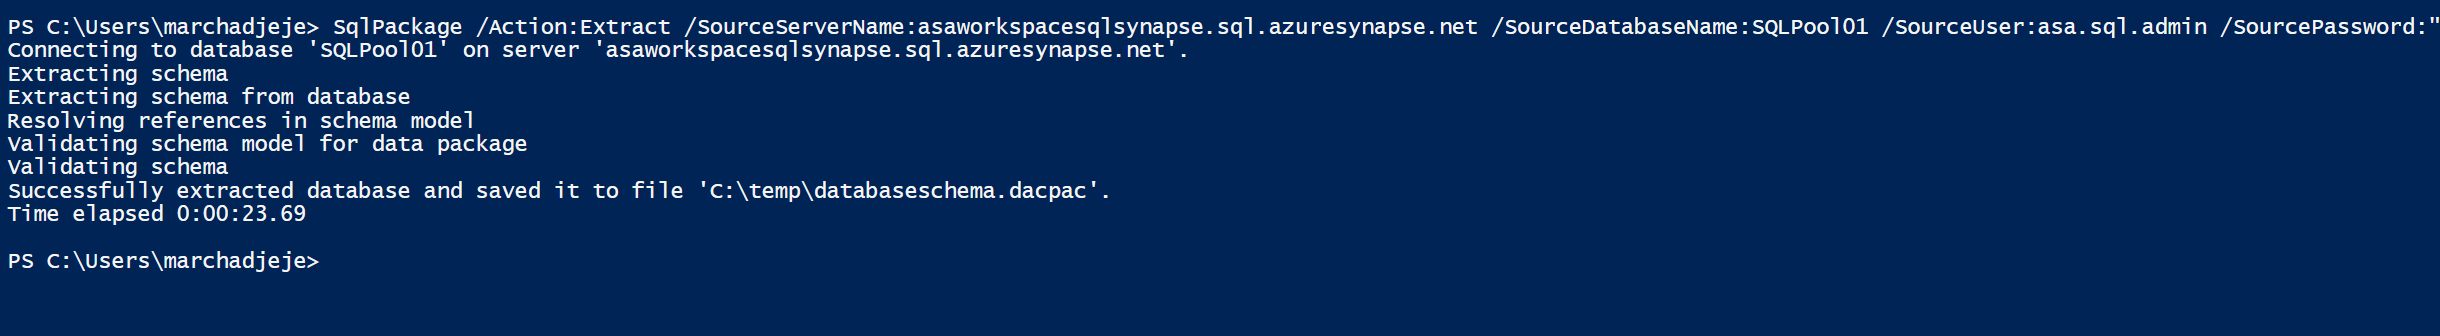 PS C:\Users\marchadjeje> SqlPackage /Action:Extract /SourceServerName:asaworkspacesqlsynapse.sql.azuresynapse.net /SourceDatabaseName:SQLPool01 /SourceUser:asa.sql.admin /SourcePassword:"
Connecting to database 'SQLPool01' on server 'asaworkspacesqlsynapse.sql.azuresynapse.net'.
Extracting schema
Extracting schema from database
Resolving references in schema model
Validating schema model for data package
Validating schema
Successfully extracted database and saved it to file 'C:\temp\databaseschema.dacpac'.
Time elapsed 0:00:23.69
PS C:\Users\marchadjeje>